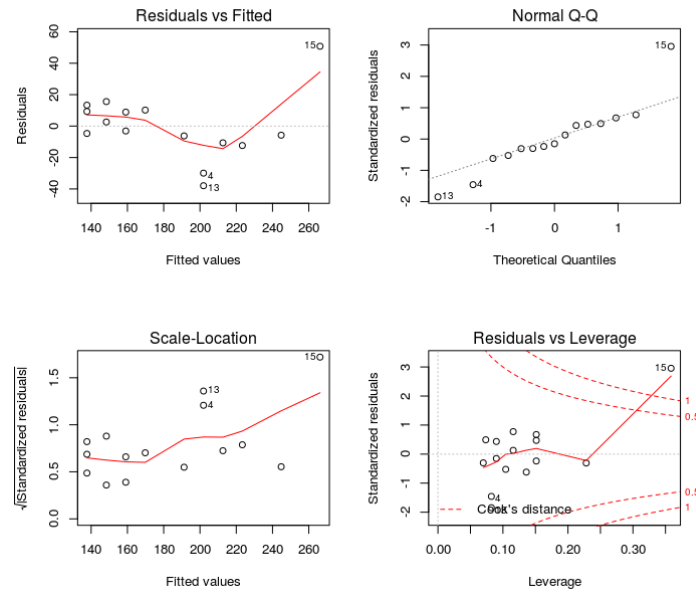 Residuals vs Fitted
Residuals
60
40
20
0
-20
-40
15
4
13
140 160 180 200 220 240 260
Fitted values
Normal Q-Q
Standardized residuals
3
2
1
0
-1
-2
15
4
13
-1 0 1
Theoretical Quantiles
Scale-Location
√|Standardized residuals|
1.5
1.0
0.5
0.0
15
13
4
140 160 180 200 220 240 260
Fitted values
Residuals vs Leverage
Standardized residuals
3
2
1
0
-1
-2
15
1
0.5
4
0.5
1
Cook's distance
0.00 0.10 0.20 0.30
Leverage